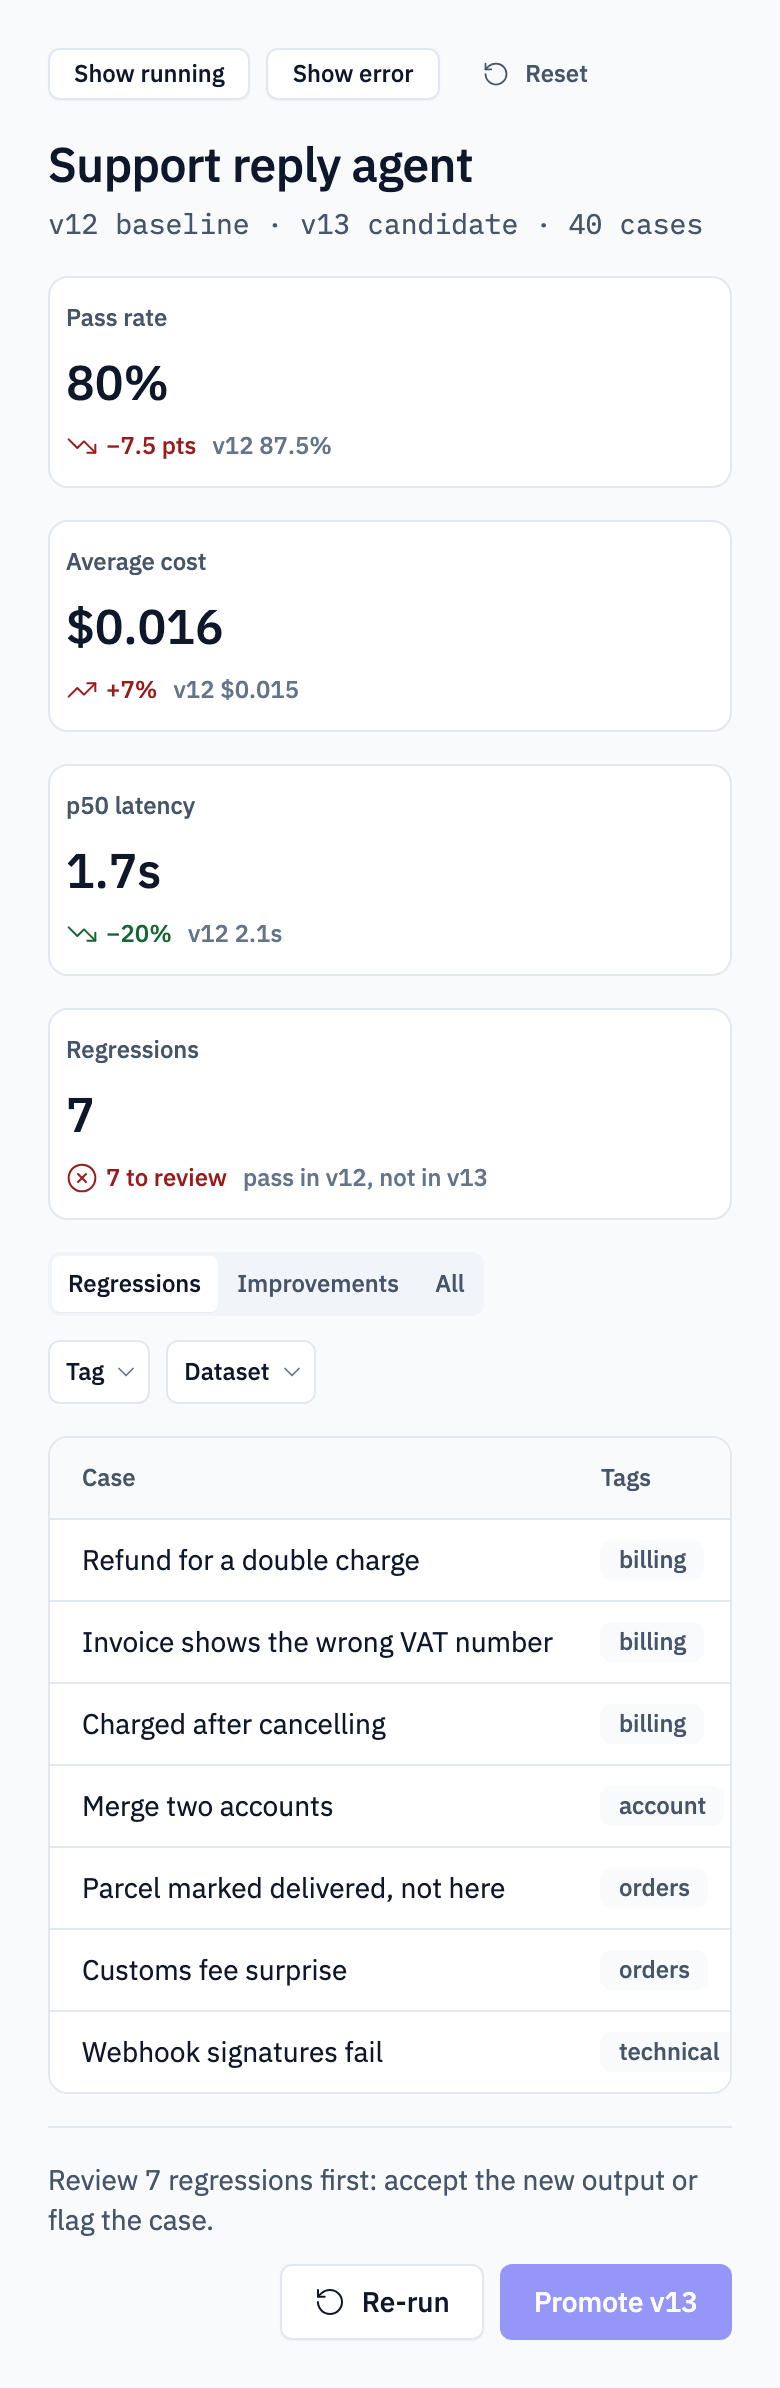 Show running
Show error
Reset
Support reply agent
v12 baseline · v13 candidate · 40 cases
Pass rate
80%
−7.5 pts v12 87.5%
Average cost
$0.016
+7% v12 $0.015
p50 latency
1.7s
−20% v12 2.1s
Regressions
7
7 to review pass in v12, not in v13
Regressions Improvements All
Tag Dataset
Case Tags
Refund for a double charge billing
Invoice shows the wrong VAT number billing
Charged after cancelling billing
Merge two accounts account
Parcel marked delivered, not here orders
Customs fee surprise orders
Webhook signatures fail technical
Review 7 regressions first: accept the new output or
flag the case.
Re-run Promote v13